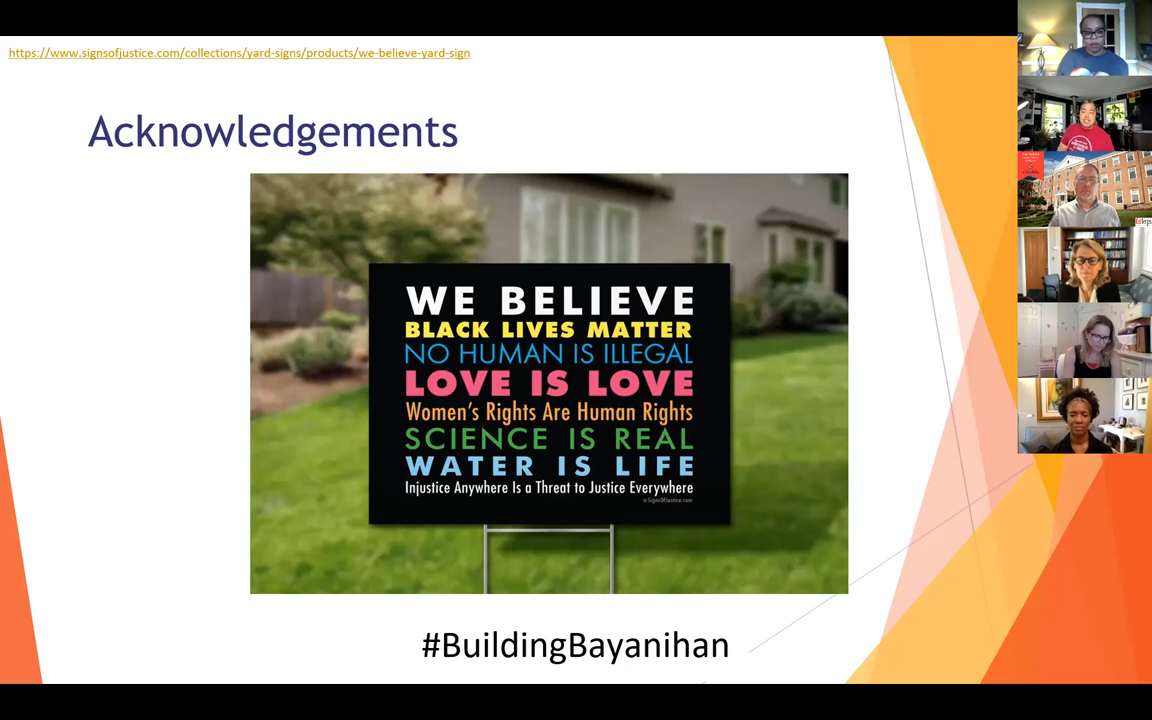 https://www.signsofjustice.com/collections/yard-signs/products/we-believe-yard-sign
Acknowledgements
WE BELIEVE
BLACK LIVES MATTER
NO HUMAN IS ILLEGAL
LOVE IS LOVE
Women's Rights Are Human Rights
SCIENCE IS REAL
WATER IS LIFE
Injustice Anywhere Is a Threat to Justice Everywhere
©SignsOfJustice.com
#BuildingBayanihan